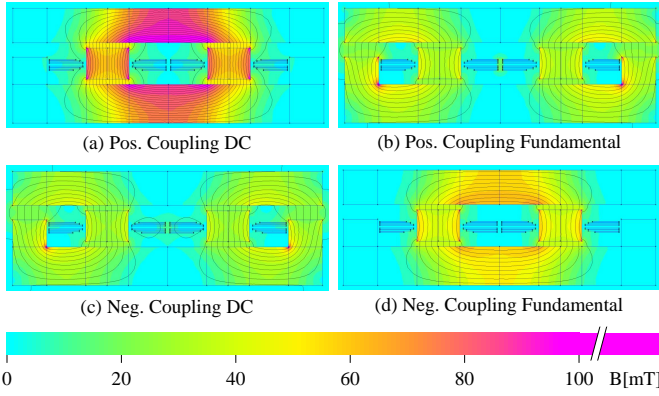 (a) Pos. Coupling DC
(b) Pos. Coupling Fundamental
(c) Neg. Coupling DC
(d) Neg. Coupling Fundamental
0 20 40 60 80 100 B[mT]